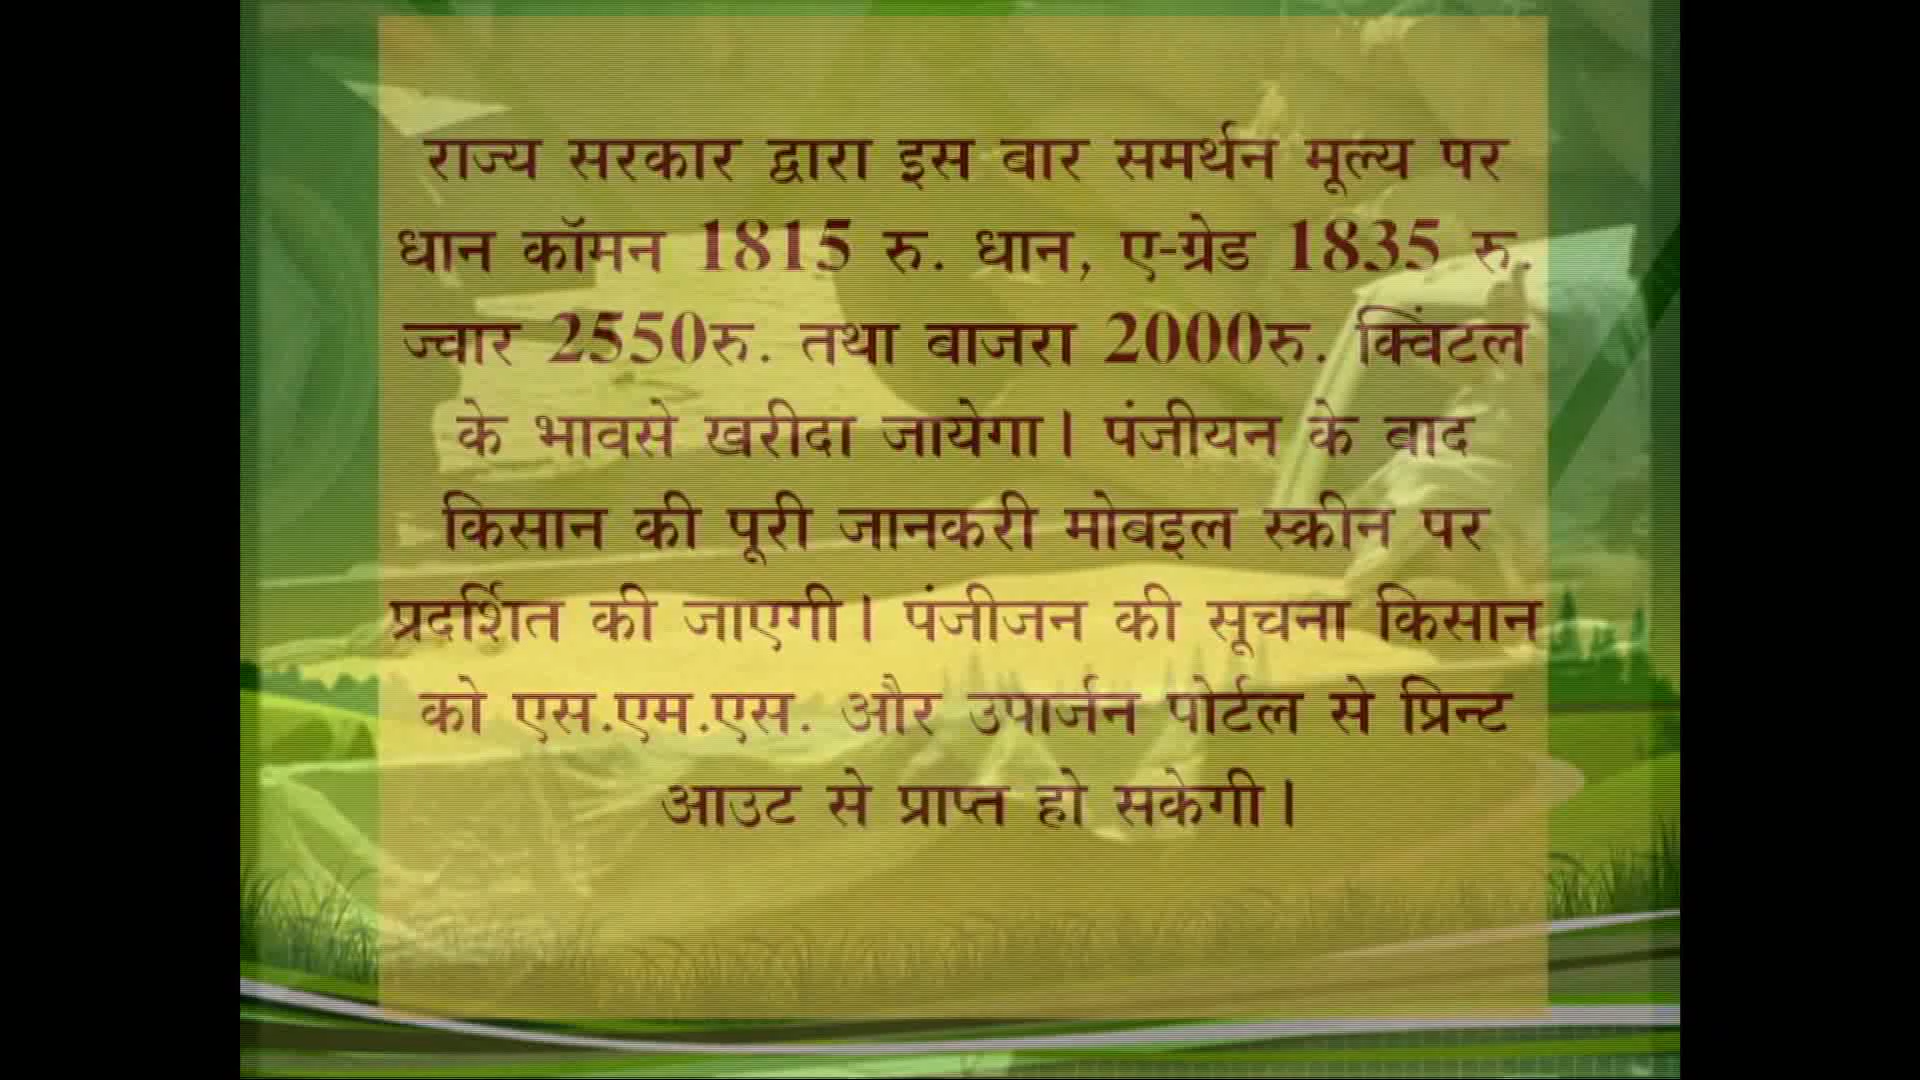 राज्य सरकार द्वारा इस बार समर्थन मूल्य पर
धान कॉमन 1815 रु. धान, ए-ग्रेड 1835 रु.
ज्वार 2550रु. तथा बाजरा 2000रु. क्विंटल
के भावसे खरीदा जायेगा। पंजीयन के बाद
किसान की पूरी जानकरी मोबइल स्क्रीन पर
प्रदर्शित की जाएगी। पंजीजन की सूचना किसान
को एस.एम.एस. और उपार्जन पोर्टल से प्रिन्ट
आउट से प्राप्त हो सकेगी।